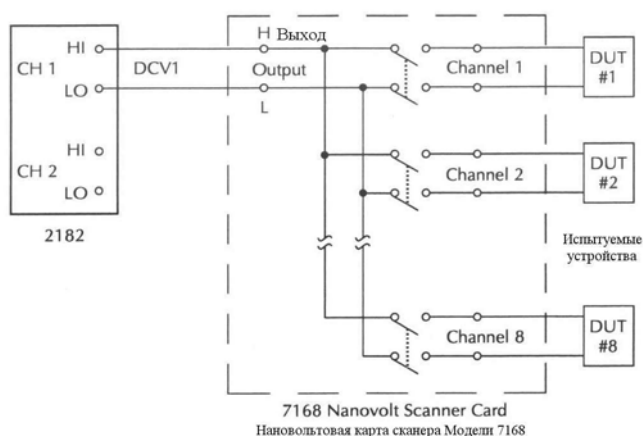 H Выход
HI
CH 1
DCV1
Output
Channel 1
DUT
#1
LO
L
HI
CH 2
LO
Channel 2
DUT
#2
2182
Испытуемые
устройства
Channel 8
DUT
#8
7168 Nanovolt Scanner Card
Нановольтовая карта сканера Модели 7168